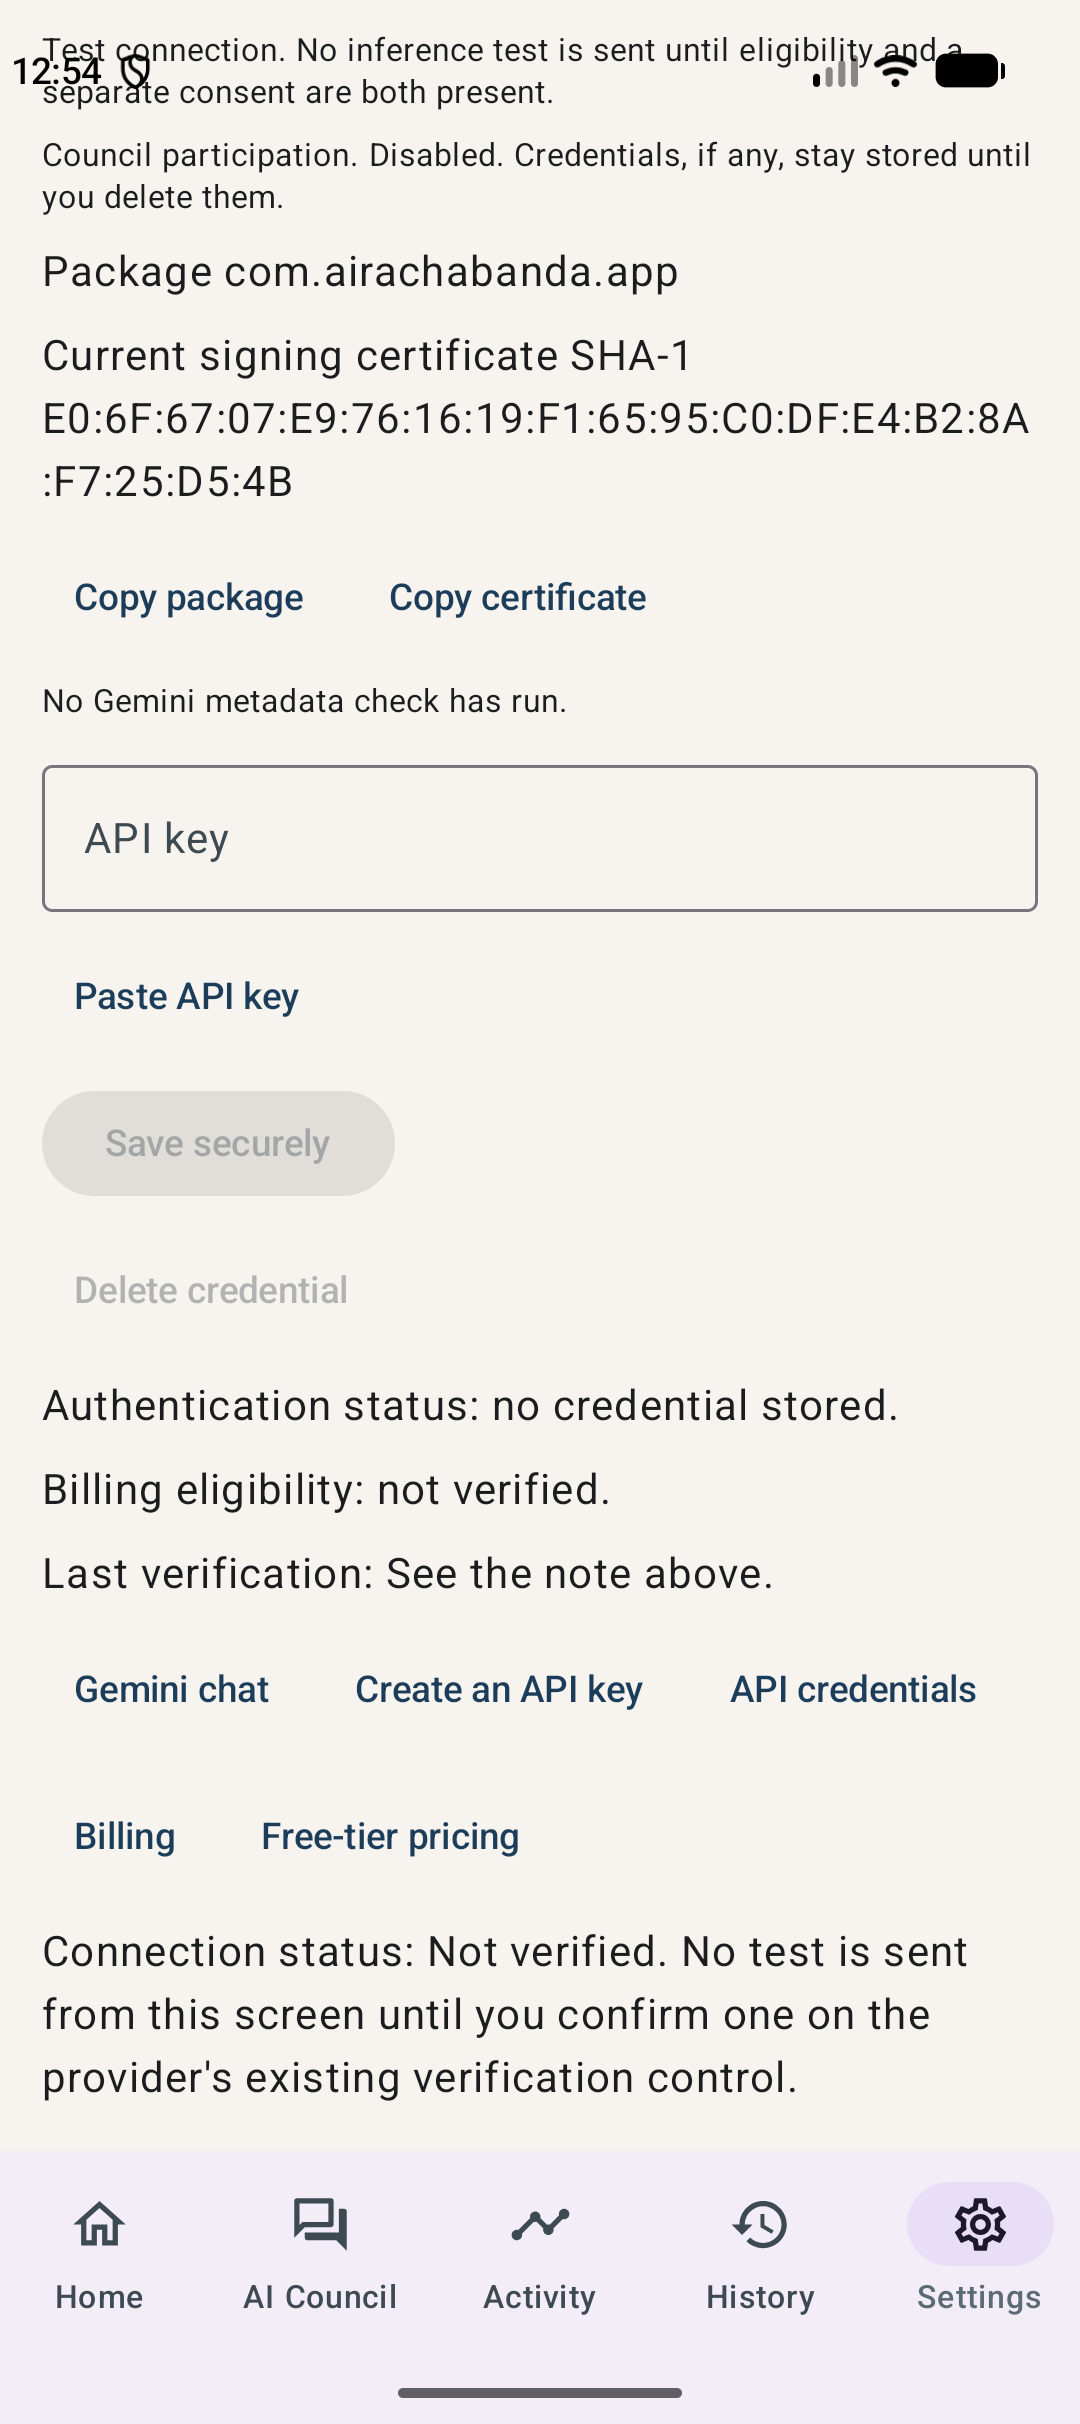 Test connection. No inference test is sent until eligibility and a
12:54
separate consent are both present.
Council participation. Disabled. Credentials, if any, stay stored until
you delete them.
Package com.airachabanda.app
Current signing certificate SHA-1
E0:6F:67:07:E9:76:16:19:F1:65:95:C0:DF:E4:B2:8A
:F7:25:D5:4B
Copy package Copy certificate
No Gemini metadata check has run.
API key
Paste API key
Save securely
Delete credential
Authentication status: no credential stored.
Billing eligibility: not verified.
Last verification: See the note above.
Gemini chat Create an API key API credentials
Billing Free-tier pricing
Connection status: Not verified. No test is sent
from this screen until you confirm one on the
provider's existing verification control.
Home AI Council Activity History Settings